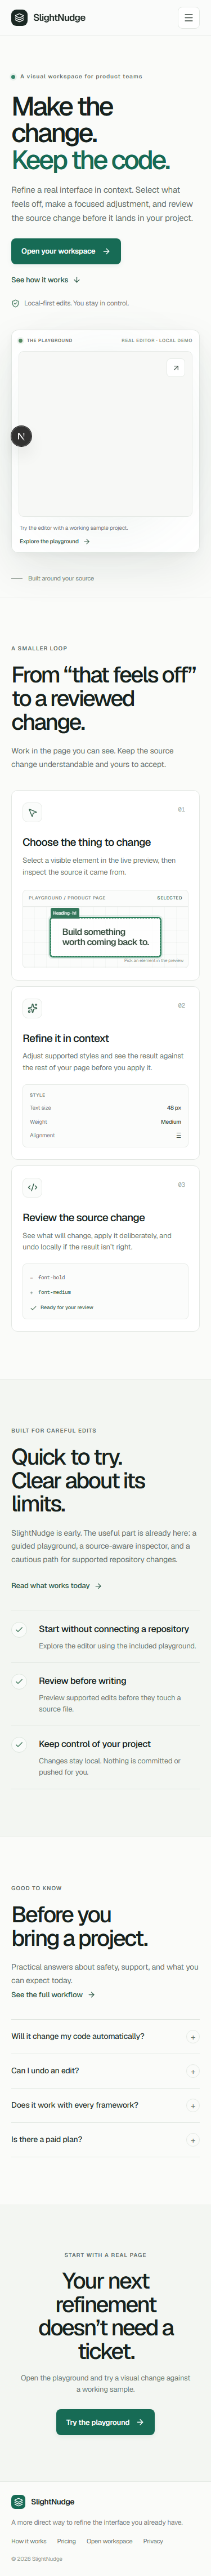 SlightNudge
A visual workspace for product teams
Make the
change.
Keep the code.
Refine a real interface in context. Select what
feels off, make a focused adjustment, and review
the source change before it lands in your project.
Open your workspace
See how it works
Local-first edits. You stay in control.
THE PLAYGROUND
REAL EDITOR · LOCAL DEMO
N
Try the editor with a working sample project.
Explore the playground
Built around your source
A SMALLER LOOP
From “that feels off”
to a reviewed
change.
Work in the page you can see. Keep the source
change understandable and yours to accept.
01
Choose the thing to change
Select a visible element in the live preview, then
inspect the source it came from.
PLAYGROUND / PRODUCT PAGE
SELECTED
Heading
Build something
worth coming back to.
Pick an element in the preview
02
Refine it in context
Adjust supported styles and see the result against
the rest of your page before you apply it.
STYLE
Text size
48 px
Weight
Medium
Alignment
03
Review the source change
See what will change, apply it deliberately, and
undo locally if the result isn’t right.
− font-bold
+ font-medium
Ready for your review
BUILT FOR CAREFUL EDITS
Quick to try.
Clear about its
limits.
SlightNudge is early. The useful part is already here: a
guided playground, a source-aware inspector, and a
cautious path for supported repository changes.
Read what works today
Start without connecting a repository
Explore the editor using the included playground.
Review before writing
Preview supported edits before they touch a
source file.
Keep control of your project
Changes stay local. Nothing is committed or
pushed for you.
GOOD TO KNOW
Before you
bring a project.
Practical answers about safety, support, and what you
can expect today.
See the full workflow
Will it change my code automatically?
+
Can I undo an edit?
+
Does it work with every framework?
+
Is there a paid plan?
+
START WITH A REAL PAGE
Your next
refinement
doesn’t need a
ticket.
Open the playground and try a visual change against
a working sample.
Try the playground
SlightNudge
A more direct way to refine the interface you already have.
How it works
Pricing
Open workspace
Privacy
© 2026 SlightNudge